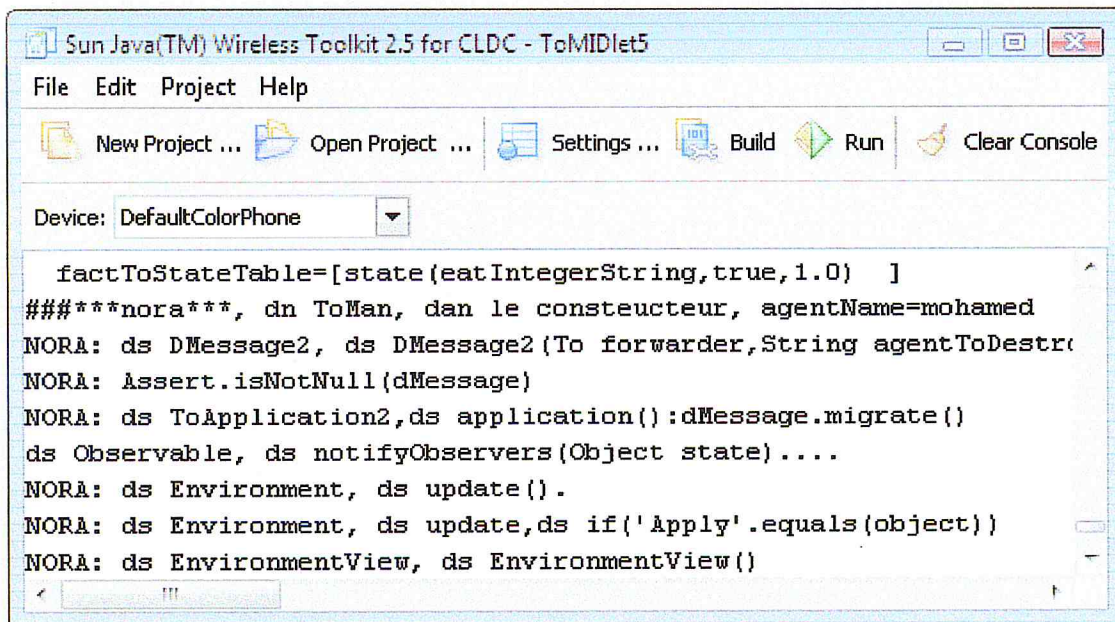 Sun Java(TM) Wireless Toolkit 2.5 for CLDC - ToMIDlet5
File Edit Project Help
New Project ... Open Project ... Settings ... Build Run Clear Console
Device: DefaultColorPhone
factToStateTable=[state(eatIntegerString,true,1.0) ]
###***nora***, dn ToMan, dan le consteucteur, agentName=mohamed
NORA: ds DMessage2, ds DMessage2(To forwarder,String agentToDestro
NORA: Assert.isNotNull(dMessage)
NORA: ds ToApplication2,ds application():dMessage.migrate()
ds Observable, ds notifyObservers(Object state)....
NORA: ds Environment, ds update().
NORA: ds Environment, ds update,ds if('Apply'.equals(object))
NORA: ds EnvironmentView, ds EnvironmentView()